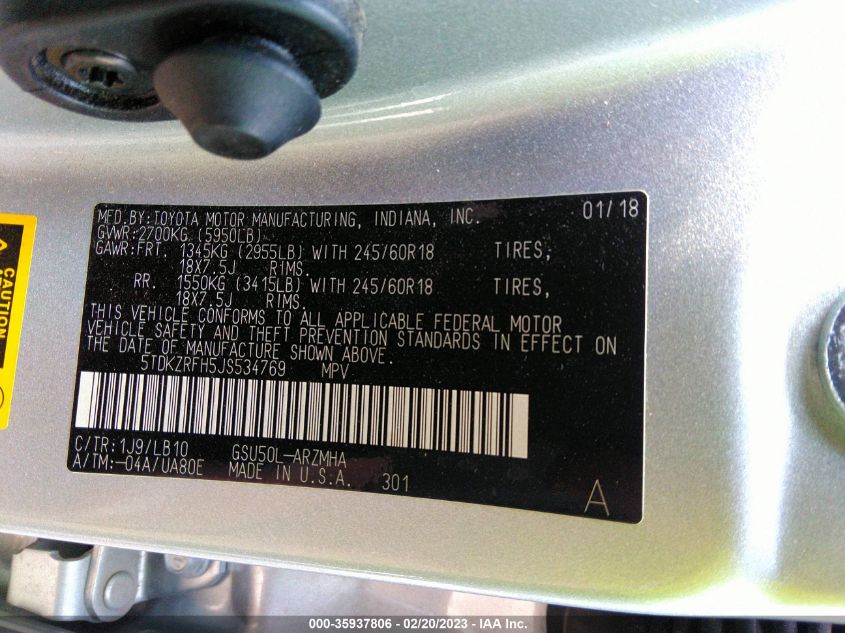 MFD.BY:TOYOTA MOTOR MANUFACTURING, INDIANA, INC. 01/18
GVWR:2700KG (5950LB)
GAWR:FRT. 1345KG (2955LB) WITH 245/60R18 TIRES,
18X7.5J RIMS.
RR. 1550KG (3415LB) WITH 245/60R18 TIRES,
18X7.5J RIMS.
THIS VEHICLE CONFORMS TO ALL APPLICABLE FEDERAL MOTOR
VEHICLE SAFETY AND THEFT PREVENTION STANDARDS IN EFFECT ON
THE DATE OF MANUFACTURE SHOWN ABOVE.
5TDKZRFH5JS534769 MPV
C/TR:1J9/LB10 GSU50L-ARZMHA
A/TM:-04A/UA80E MADE IN U.S.A. 301
A
CAUTION
000-35937806 - 02/20/2023 - IAA Inc.